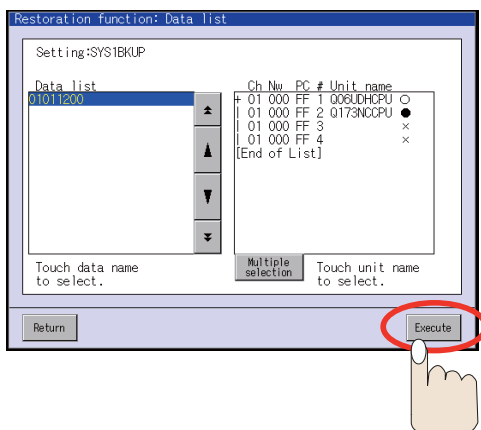 Restoration function: Data list
Setting:SYS1BKUP
Data list
01011200
Ch Nw PC # Unit name
+ 01 000 FF 1 Q06UDHCPU ○
| 01 000 FF 2 Q173NCCPU ●
| 01 000 FF 3 ×
| 01 000 FF 4 ×
[End of List]
Touch data name
to select.
Multiple
selection
Touch unit name
to select.
Return
Execute